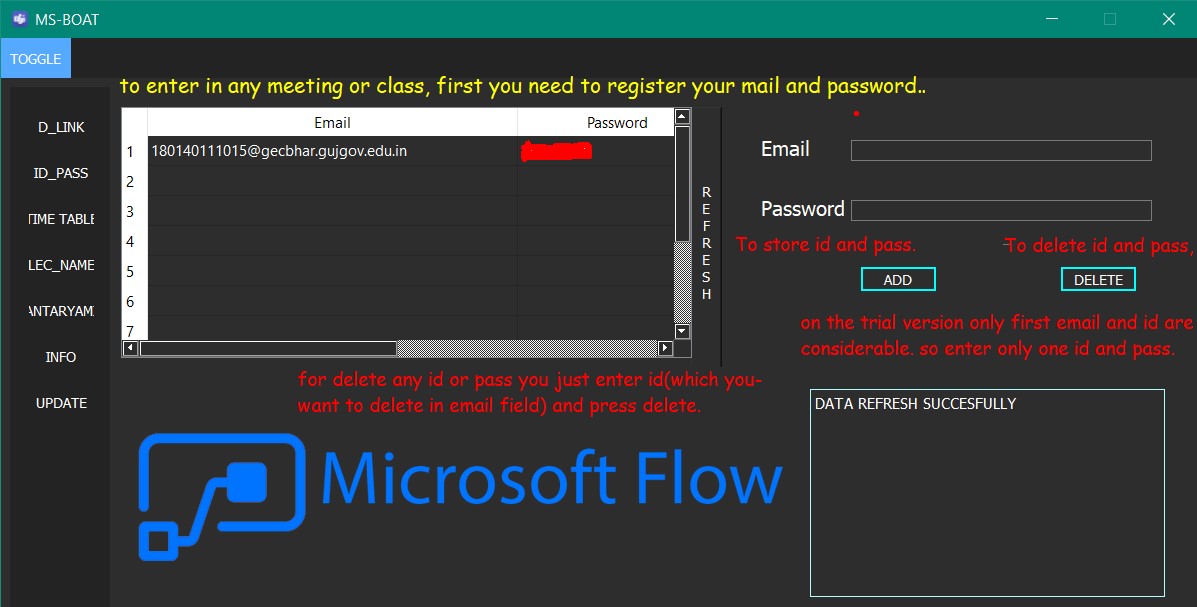 MS-BOAT
TOGGLE
to enter in any meeting or class, first you need to register your mail and password..
D_LINK
ID_PASS
TIME TABLE
LEC_NAME
ANTARYAMI
INFO
UPDATE
Email Password
1 180140111015@gecbhar.gujgov.edu.in
2
3
4
5
6
7
REFRESH
Email
Password
To store id and pass.
To delete id and pass,
ADD
DELETE
on the trial version only first email and id are
considerable. so enter only one id and pass.
for delete any id or pass you just enter id(which you-
want to delete in email field) and press delete.
DATA REFRESH SUCCESFULLY
Microsoft Flow